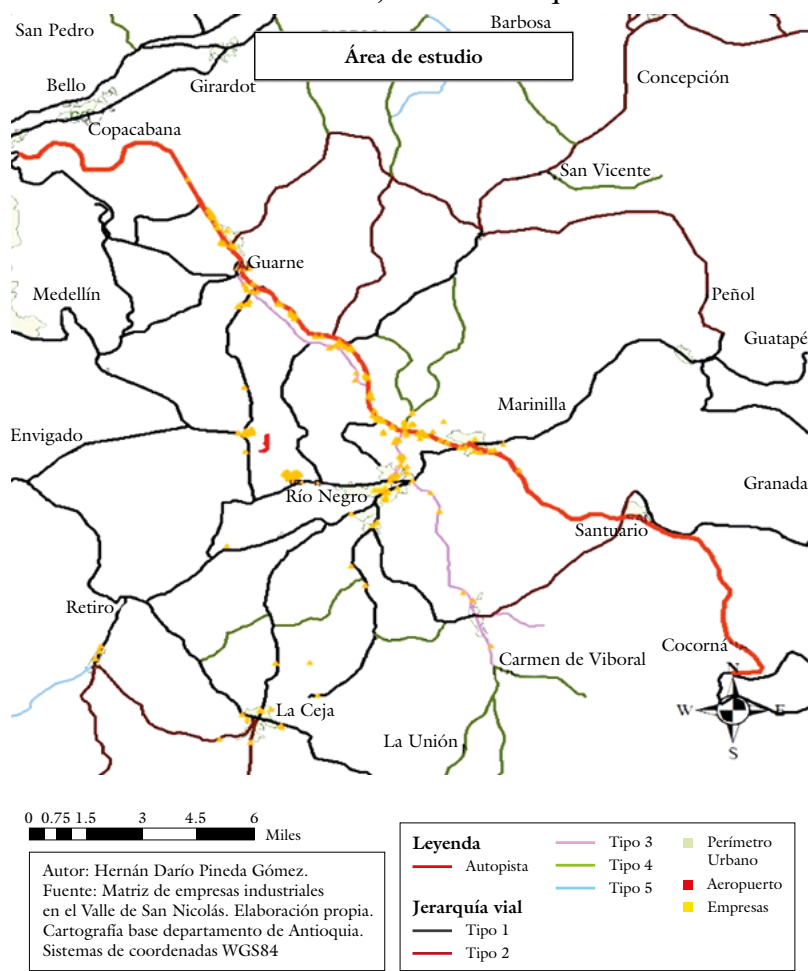 Barbosa
San Pedro
Área de estudio
Concepción
Bello
Girardot
Copacabana
San Vicente
Guarne
Medellín
Peñol
Guatapé
Marinilla
Envigado
Granada
Río Negro
Santuario
Retiro
Cocorná
Carmen de Viboral
N
La Ceja
W E
La Unión
S
0 0.75 1.5 3 4.5 6
Miles
Autor: Hernán Darío Pineda Gómez.
Fuente: Matriz de empresas industriales
en el Valle de San Nicolás. Elaboración propia.
Cartografía base departamento de Antioquia.
Sistemas de coordenadas WGS84
Leyenda
Autopista
Jerarquía vial
Tipo 1
Tipo 2
Tipo 3
Tipo 4
Tipo 5
Perímetro
Urbano
Aeropuerto
Empresas